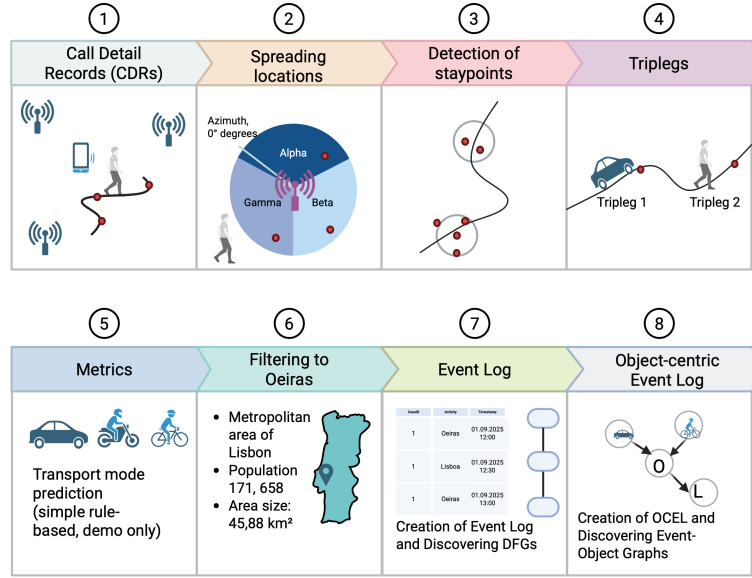 1
2
3
4
Call Detail
Records (CDRs)
Spreading
locations
Detection of
staypoints
Triplegs
Azimuth,
0° degrees
Alpha
Gamma
Beta
Tripleg 1
Tripleg 2
5
6
7
8
Metrics
Filtering to
Oeiras
Event Log
Object-centric
Event Log
Transport mode
prediction
(simple rule-
based, demo only)
• Metropolitan
area of
Lisbon
• Population
171, 658
• Area size:
45,88 km²
CaseID Activity Timestamp
1 Oeiras 01.09.2025
12:00
1 Lisboa 01.09.2025
12:30
1 Oeiras 01.09.2025
13:00
Creation of Event Log
and Discovering DFGs
O
L
Creation of OCEL and
Discovering Event-
Object Graphs